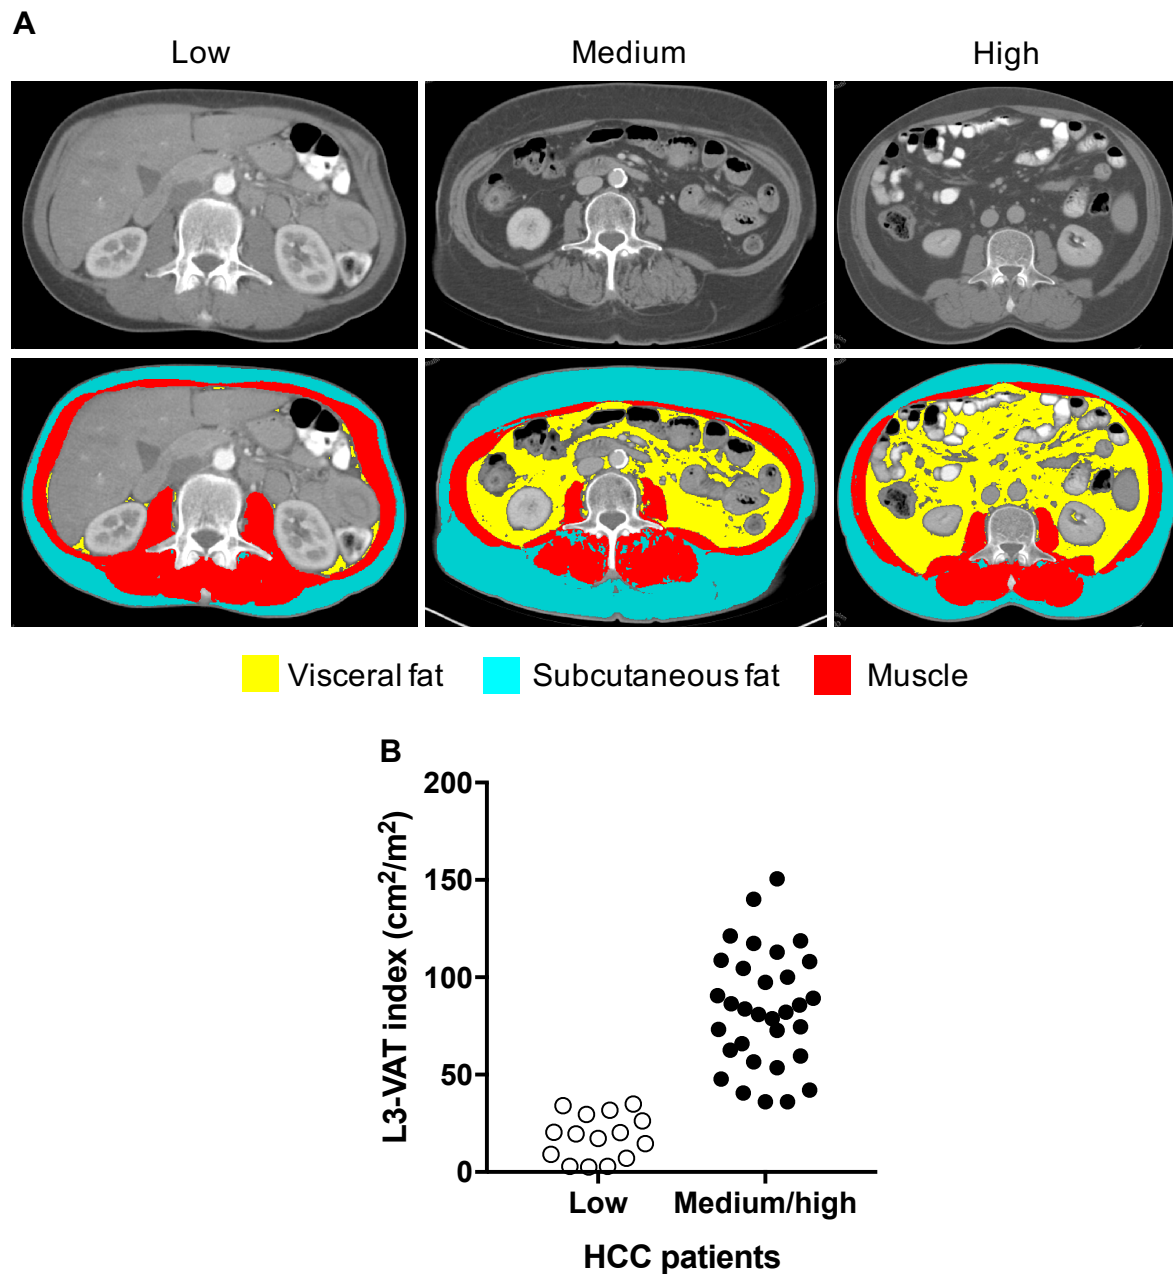 A
Low Medium High
Visceral fat Subcutaneous fat Muscle
B
L3-VAT index (cm²/m²)
200
150
100
50
0
Low Medium/high
HCC patients